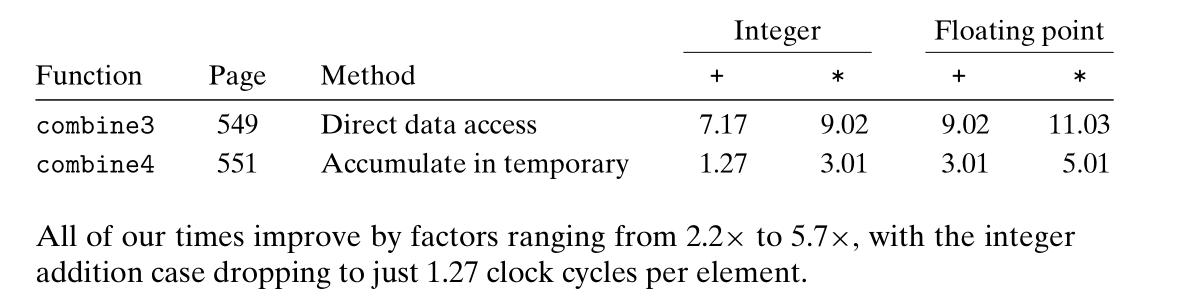 Integer Floating point
Function Page Method + * + *
combine3 549 Direct data access 7.17 9.02 9.02 11.03
combine4 551 Accumulate in temporary 1.27 3.01 3.01 5.01
All of our times improve by factors ranging from 2.2× to 5.7×, with the integer
addition case dropping to just 1.27 clock cycles per element.